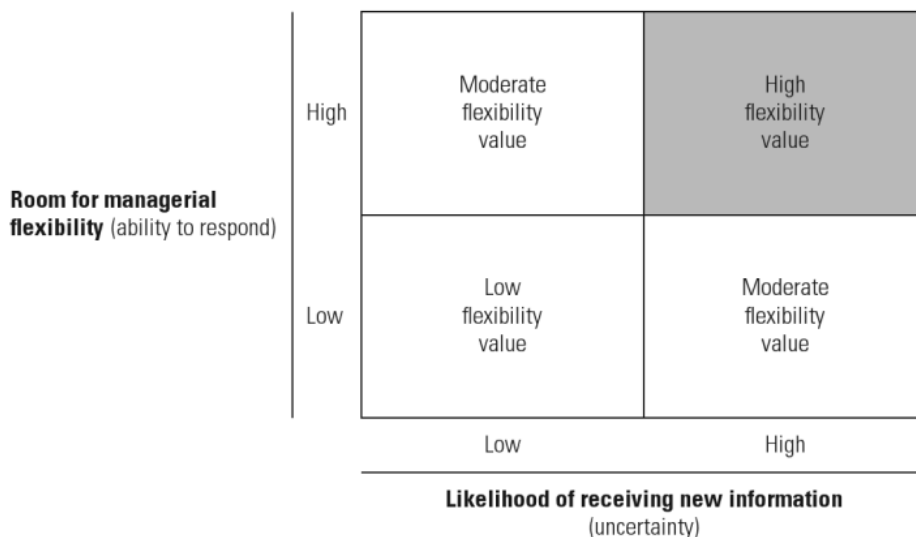 Moderate
flexibility
value
High
flexibility
value
High
Room for managerial
flexibility (ability to respond)
Low
flexibility
value
Moderate
flexibility
value
Low
Low
High
Likelihood of receiving new information
(uncertainty)